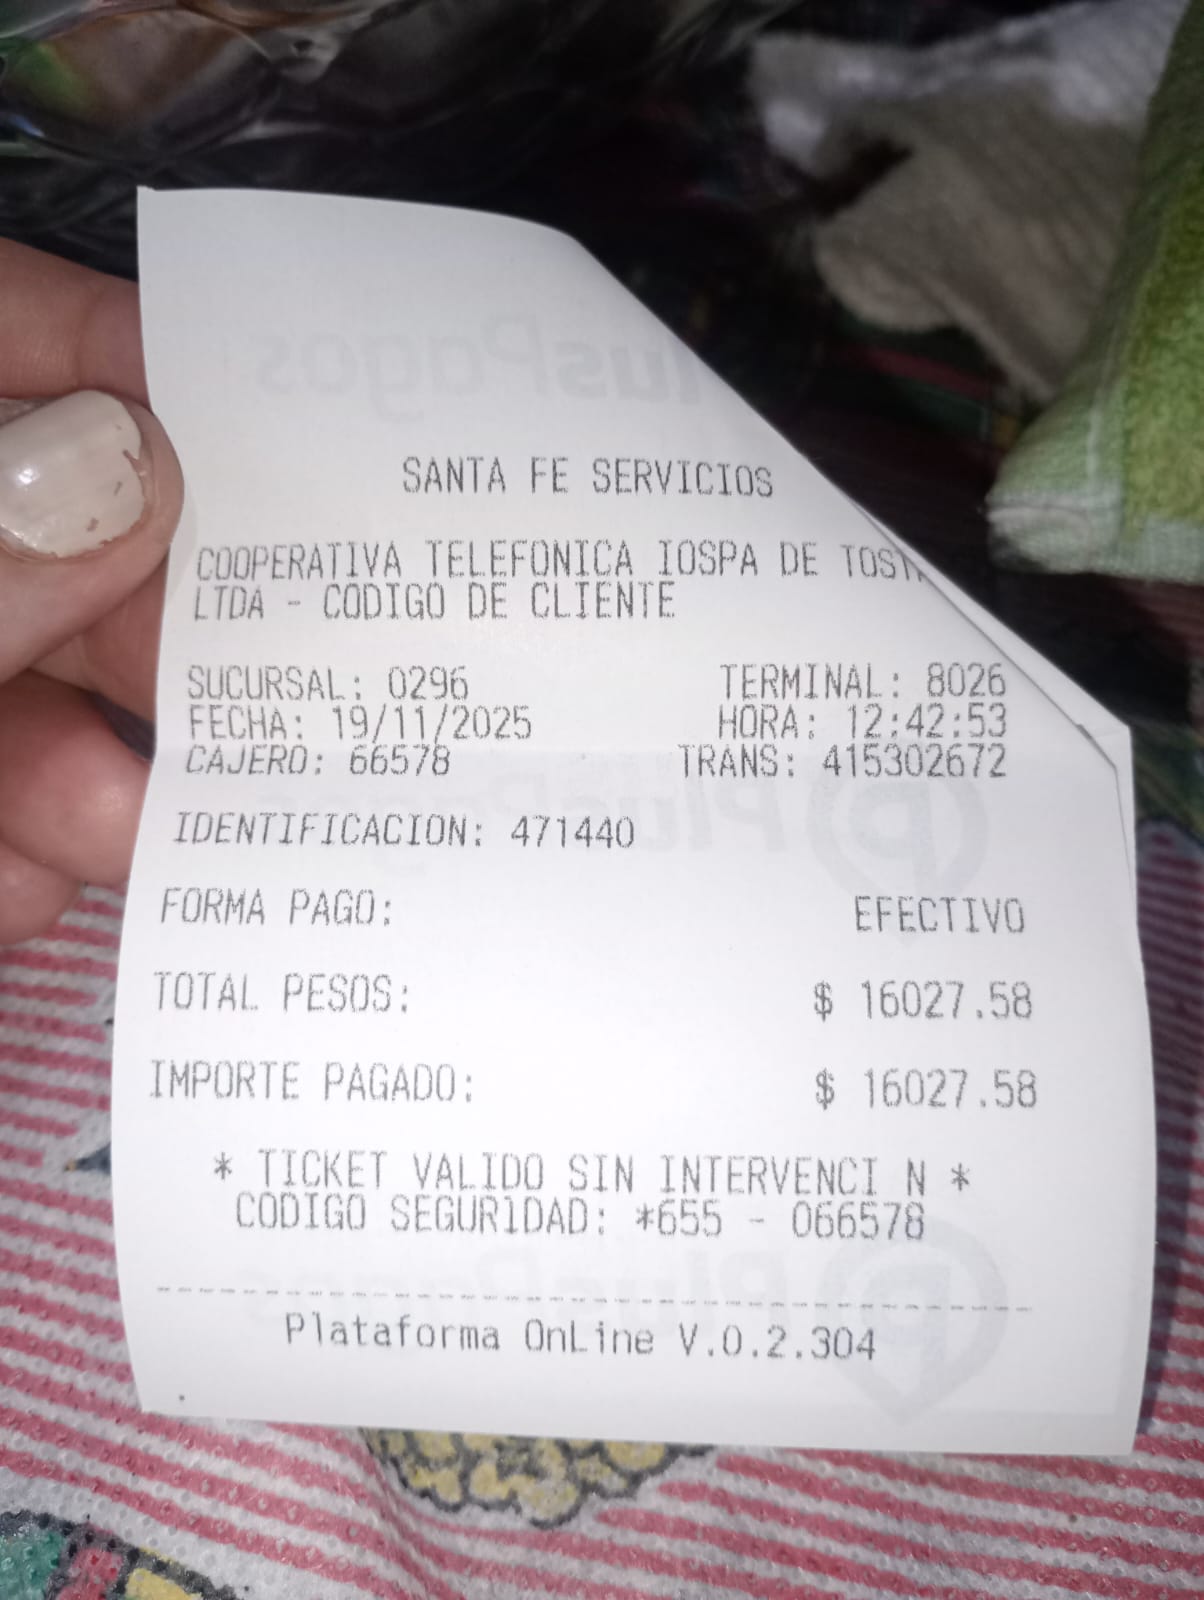 SANTA FE SERVICIOS
COOPERATIVA TELEFONICA IOSPA DE
LTDA - CODIGO DE CLIENTE
SUCURSAL: 0296 TERMINAL: 8026
FECHA: 19/11/2025 HORA: 12:42:53
CAJERO: 66578 TRANS: 415302672
IDENTIFICACION: 471440
FORMA PAGO: EFECTIVO
TOTAL PESOS: $ 16027.58
IMPORTE PAGADO: $ 16027.58
* TICKET VALIDO SIN INTERVENCI N *
CODIGO SEGURIDAD: *655 - 066578
Plataforma OnLine V.0.2.304